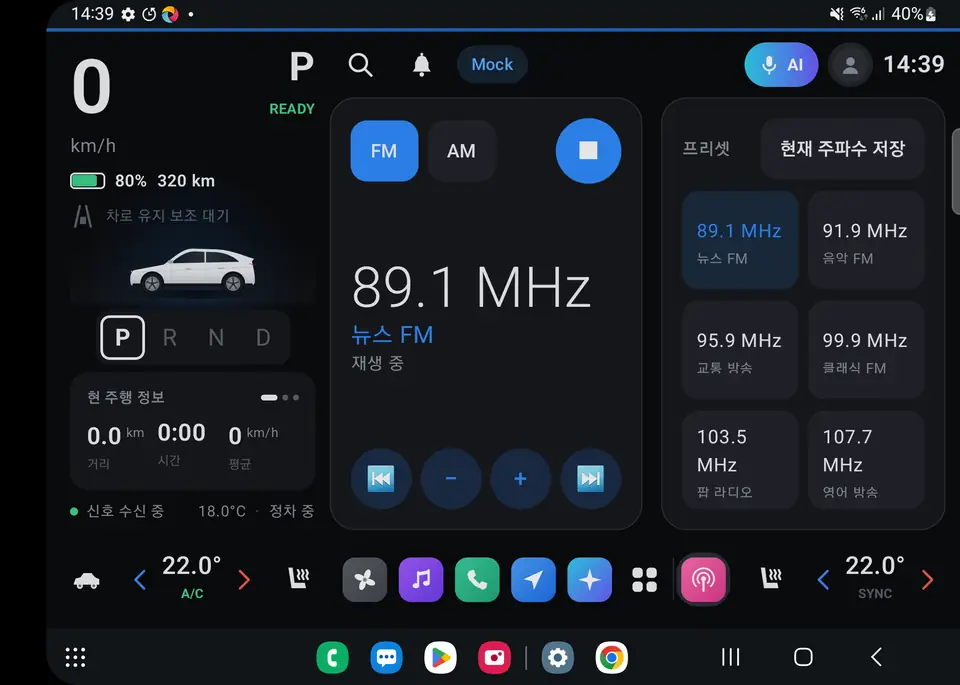 14:39
40%
0
P
READY
km/h
80% 320 km
차로 유지 보조 대기
P R N D
현 주행 정보
0.0 km 0:00 0 km/h
거리 시간 평균
신호 수신 중 18.0°C · 정차 중
Mock
AI
14:39
FM AM
89.1 MHz
뉴스 FM
재생 중
− +
프리셋 현재 주파수 저장
89.1 MHz
뉴스 FM
91.9 MHz
음악 FM
95.9 MHz
교통 방송
99.9 MHz
클래식 FM
103.5
MHz
팝 라디오
107.7
MHz
영어 방송
22.0°
A/C
22.0°
SYNC